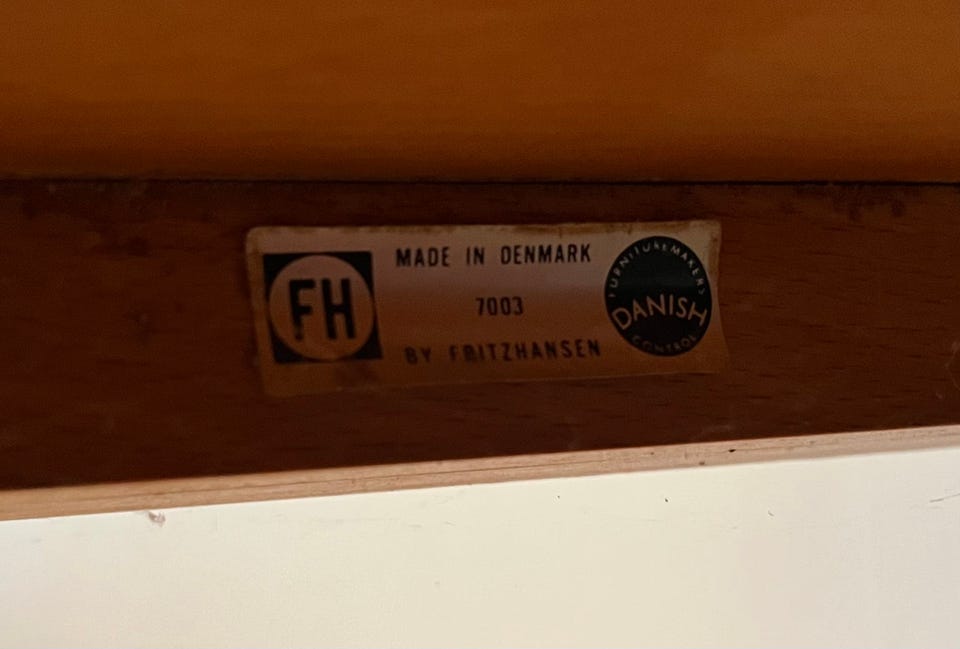 FH
MADE IN DENMARK
7003
BY FRITZHANSEN
FURNITUREMAKERS
DANISH
CONTROL